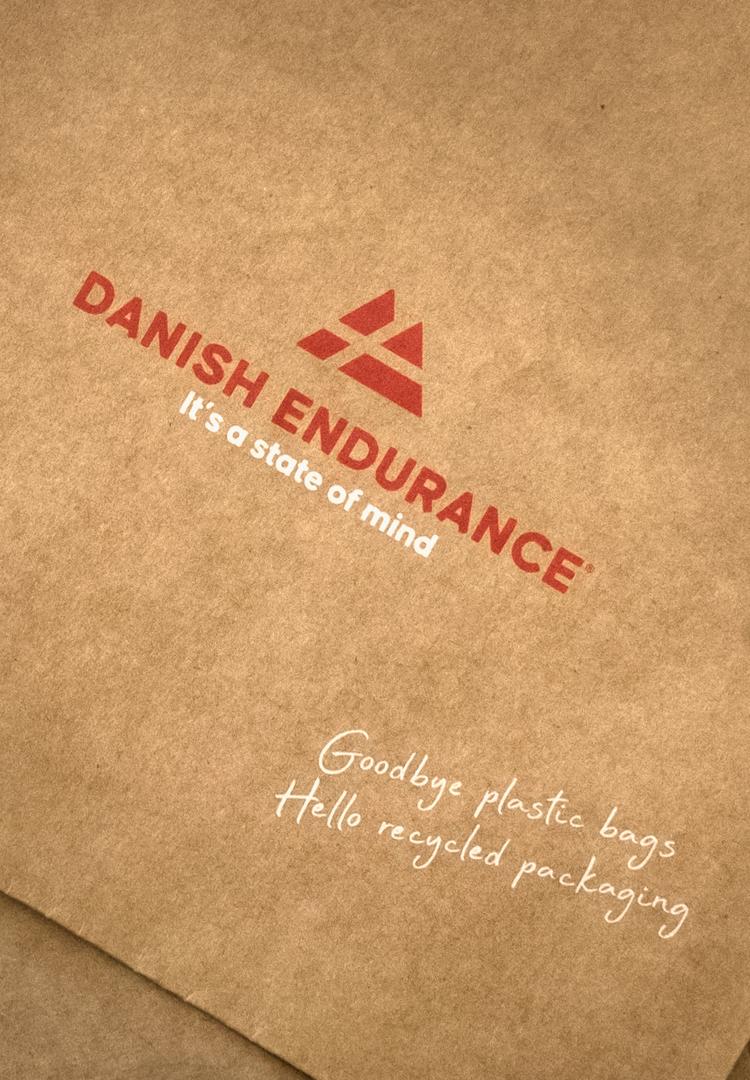 DANISH ENDURANCE®
It's a state of mind
Goodbye plastic bags
Hello recycled packaging